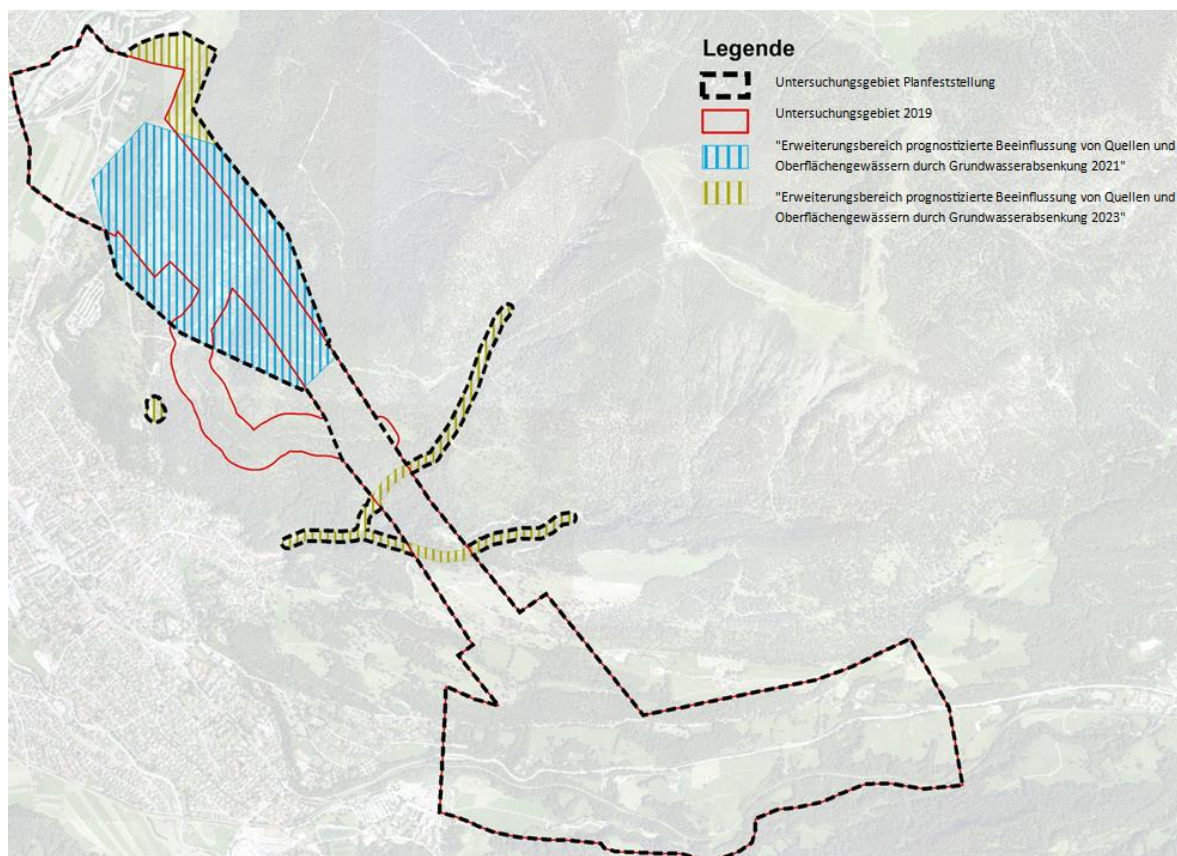 Legende
Untersuchungsgebiet Planfeststellung
Untersuchungsgebiet 2019
"Erweiterungsbereich prognostizierte Beeinflussung von Quellen und
Oberflächengewässern durch Grundwasserabsenkung 2021"
"Erweiterungsbereich prognostizierte Beeinflussung von Quellen und
Oberflächengewässern durch Grundwasserabsenkung 2023"